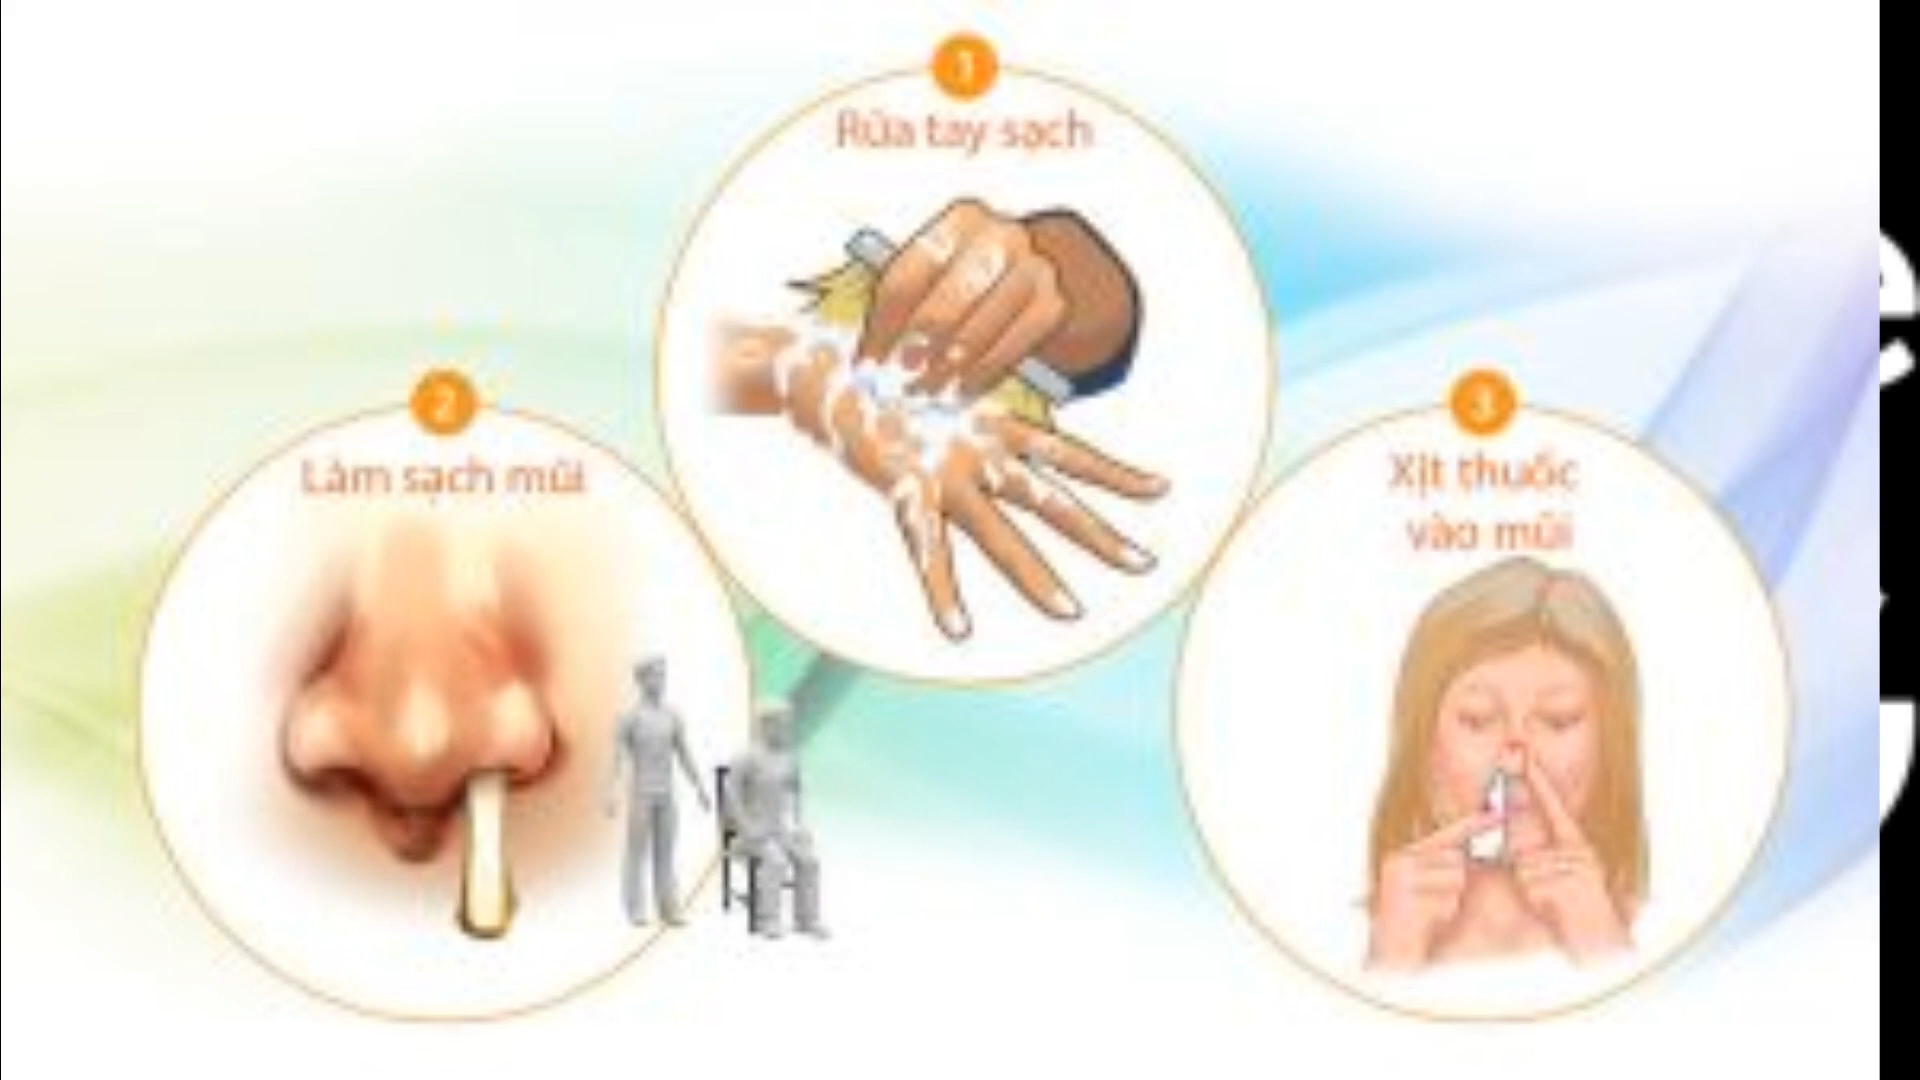 1
Rửa tay sạch
2
Làm sạch mũi
3
Xịt thuốc
vào mũi